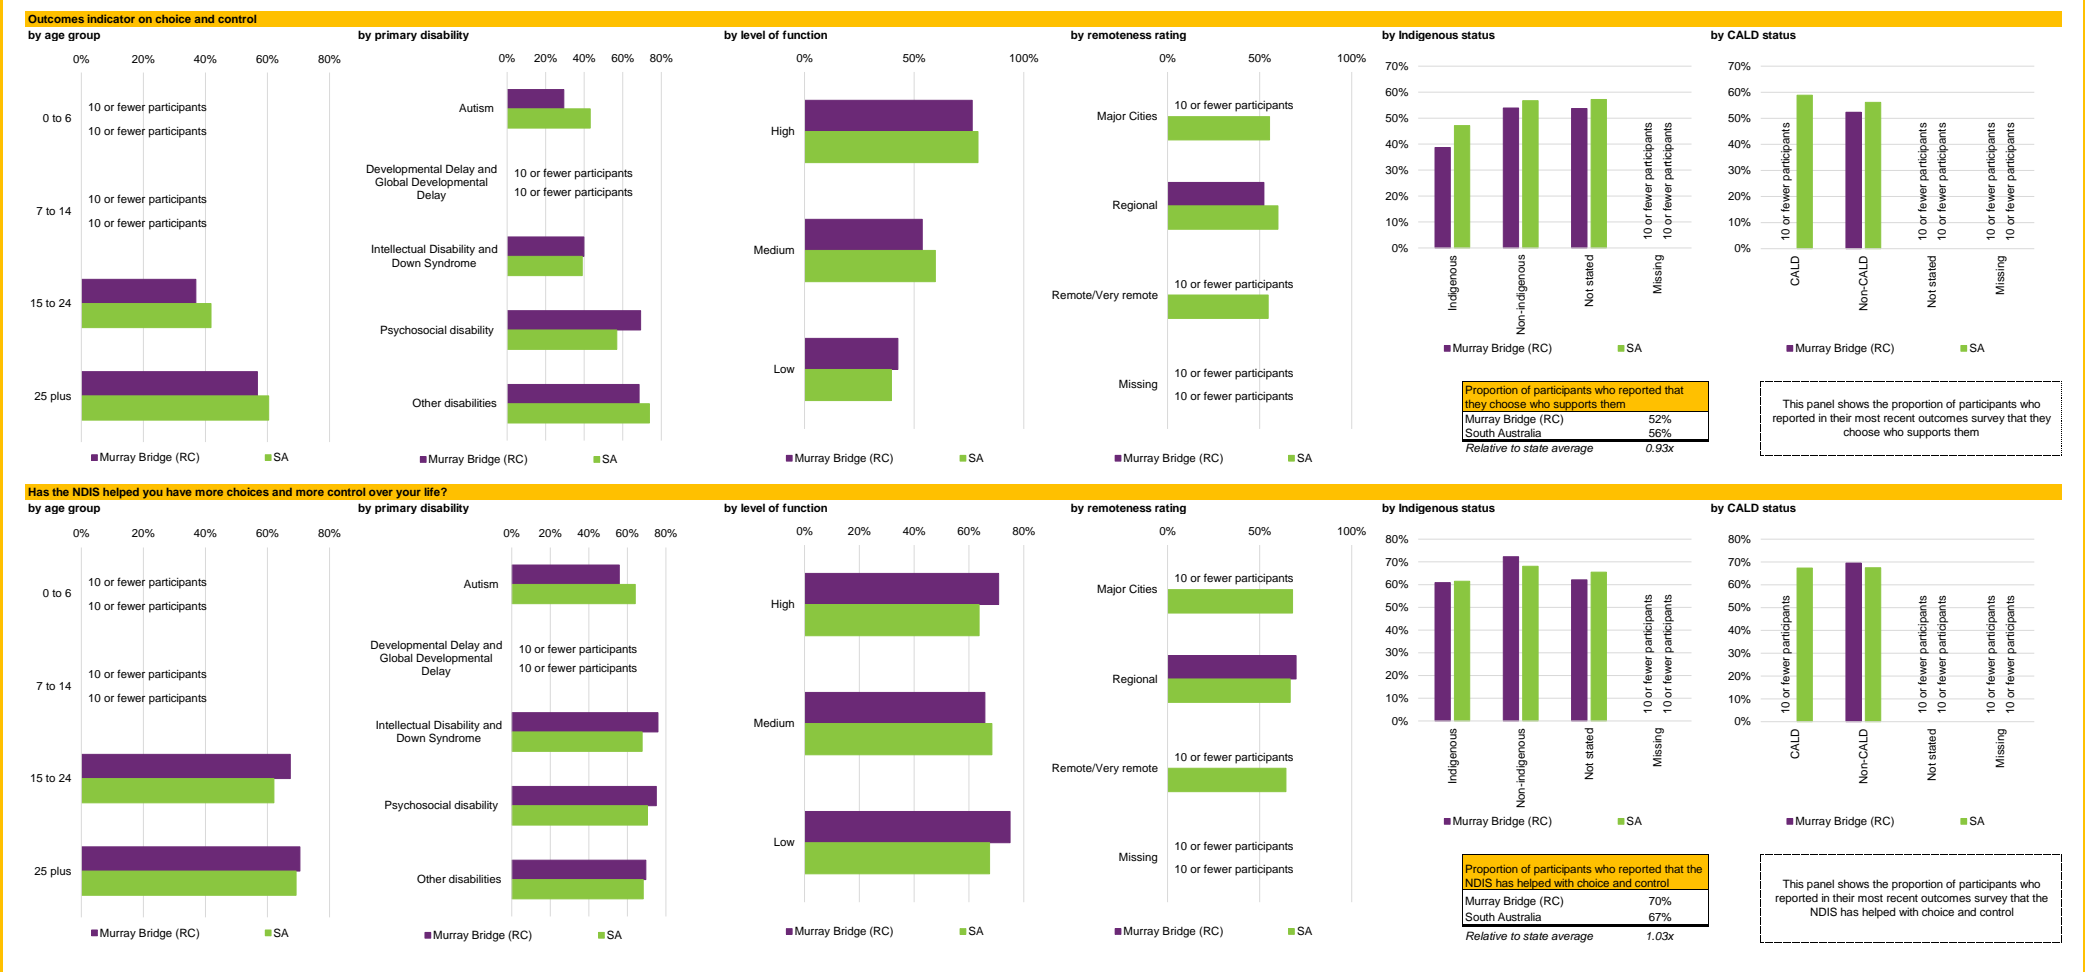 Outcomes indicator on choice and control
by age group
0% 20% 40% 60% 80%
0 to 6
10 or fewer participants
10 or fewer participants
7 to 14
10 or fewer participants
10 or fewer participants
15 to 24
25 plus
Murray Bridge (RC) SA
by primary disability
0% 20% 40% 60% 80%
Autism
Developmental Delay and
Global Developmental
Delay
10 or fewer participants
10 or fewer participants
Intellectual Disability and
Down Syndrome
Psychosocial disability
Other disabilities
Murray Bridge (RC) SA
by level of function
0% 50% 100%
High
Medium
Low
Murray Bridge (RC) SA
by remoteness rating
0% 50% 100%
Major Cities
10 or fewer participants
Regional
Remote/Very remote
10 or fewer participants
Missing
10 or fewer participants
10 or fewer participants
Murray Bridge (RC) SA
by Indigenous status
70%
60%
50%
40%
30%
20%
10%
0%
10 or fewer participants
10 or fewer participants
Indigenous
Non-indigenous
Not stated
Missing
Murray Bridge (RC) SA
Proportion of participants who reported that
they choose who supports them
Murray Bridge (RC) 52%
South Australia 56%
Relative to state average 0.93x
by CALD status
70%
60%
50%
40%
30%
20%
10%
0%
10 or fewer participants
10 or fewer participants
10 or fewer participants
10 or fewer participants
10 or fewer participants
CALD
Non-CALD
Not stated
Missing
Murray Bridge (RC) SA
This panel shows the proportion of participants who
reported in their most recent outcomes survey that they
choose who supports them
Has the NDIS helped you have more choices and more control over your life?
by age group
0% 20% 40% 60% 80%
0 to 6
10 or fewer participants
10 or fewer participants
7 to 14
10 or fewer participants
10 or fewer participants
15 to 24
25 plus
Murray Bridge (RC) SA
by primary disability
0% 20% 40% 60% 80%
Autism
Developmental Delay and
Global Developmental
Delay
10 or fewer participants
10 or fewer participants
Intellectual Disability and
Down Syndrome
Psychosocial disability
Other disabilities
Murray Bridge (RC) SA
by level of function
0% 20% 40% 60% 80%
High
Medium
Low
Murray Bridge (RC) SA
by remoteness rating
0% 50% 100%
Major Cities
10 or fewer participants
Regional
Remote/Very remote
10 or fewer participants
Missing
10 or fewer participants
10 or fewer participants
Murray Bridge (RC) SA
by Indigenous status
80%
70%
60%
50%
40%
30%
20%
10%
0%
10 or fewer participants
10 or fewer participants
Indigenous
Non-indigenous
Not stated
Missing
Murray Bridge (RC) SA
Proportion of participants who reported that the
NDIS has helped with choice and control
Murray Bridge (RC) 70%
South Australia 67%
Relative to state average 1.03x
by CALD status
80%
70%
60%
50%
40%
30%
20%
10%
0%
10 or fewer participants
10 or fewer participants
10 or fewer participants
10 or fewer participants
10 or fewer participants
CALD
Non-CALD
Not stated
Missing
Murray Bridge (RC) SA
This panel shows the proportion of participants who
reported in their most recent outcomes survey that the
NDIS has helped with choice and control